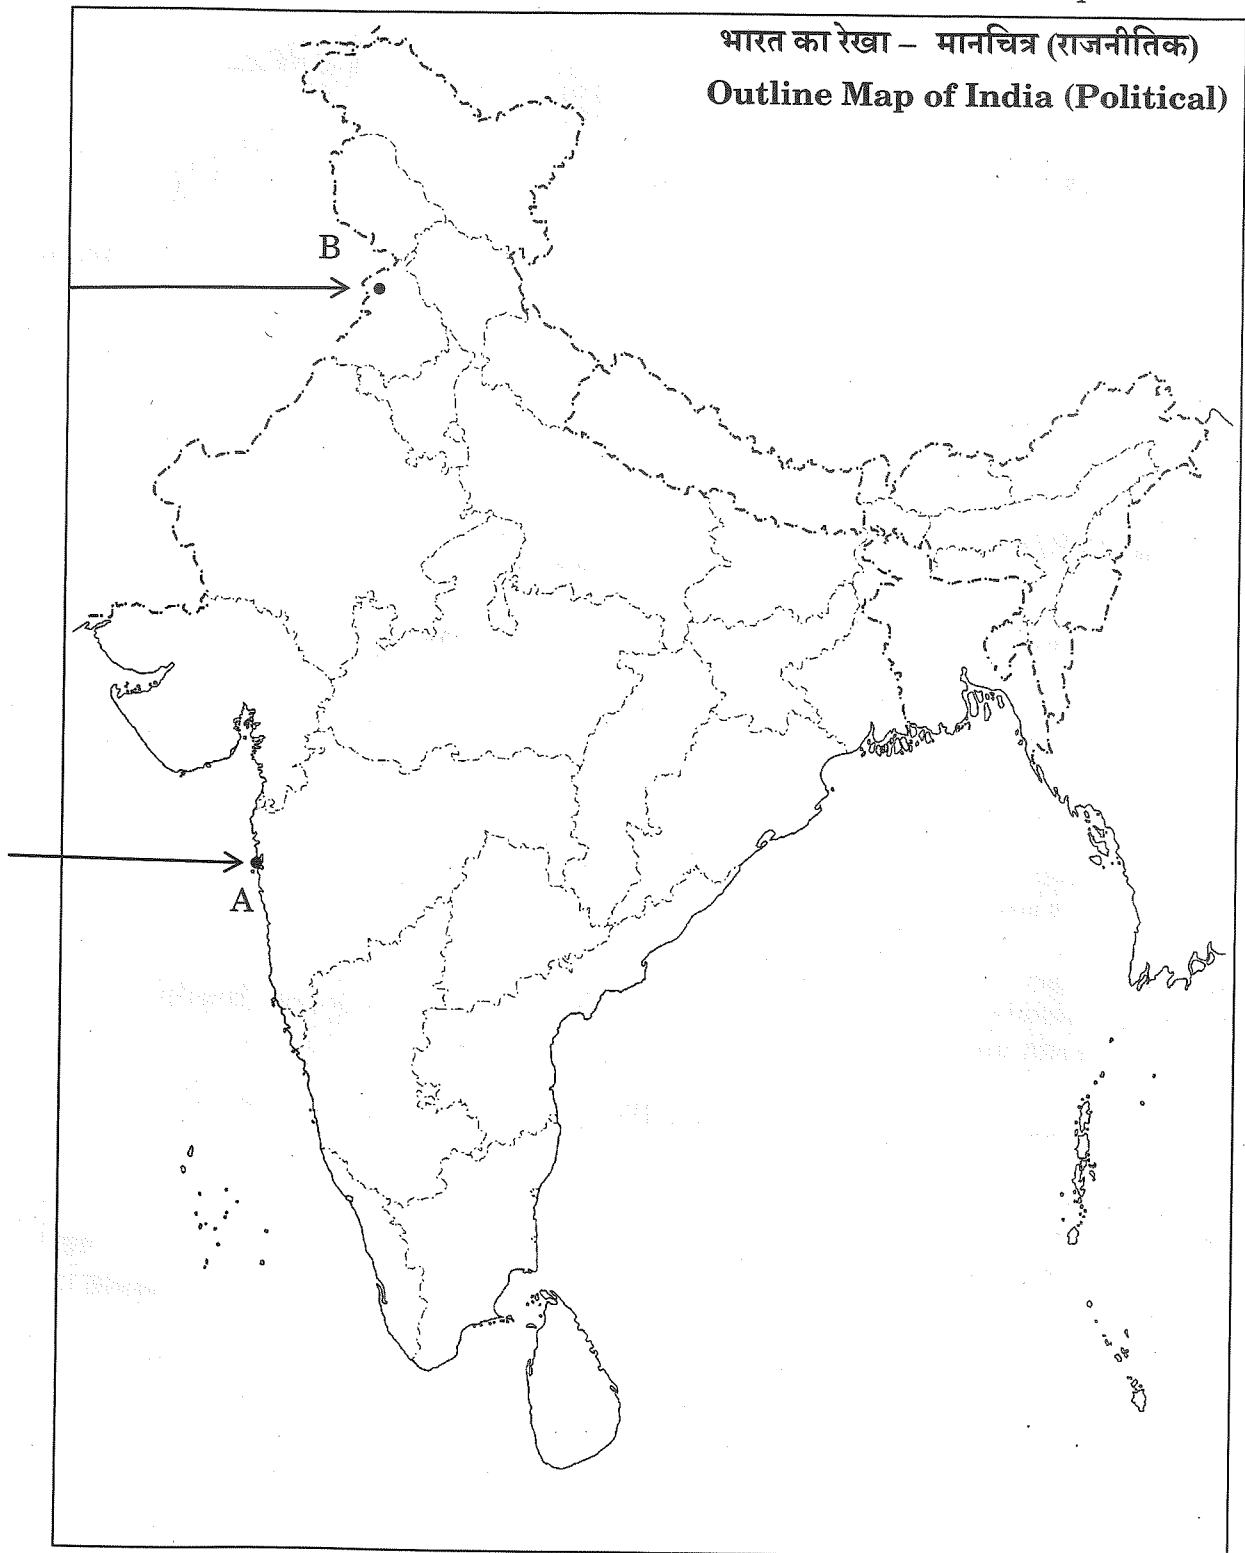 भारत का रेखा – मानचित्र (राजनीतिक)
Outline Map of India (Political)
B
A